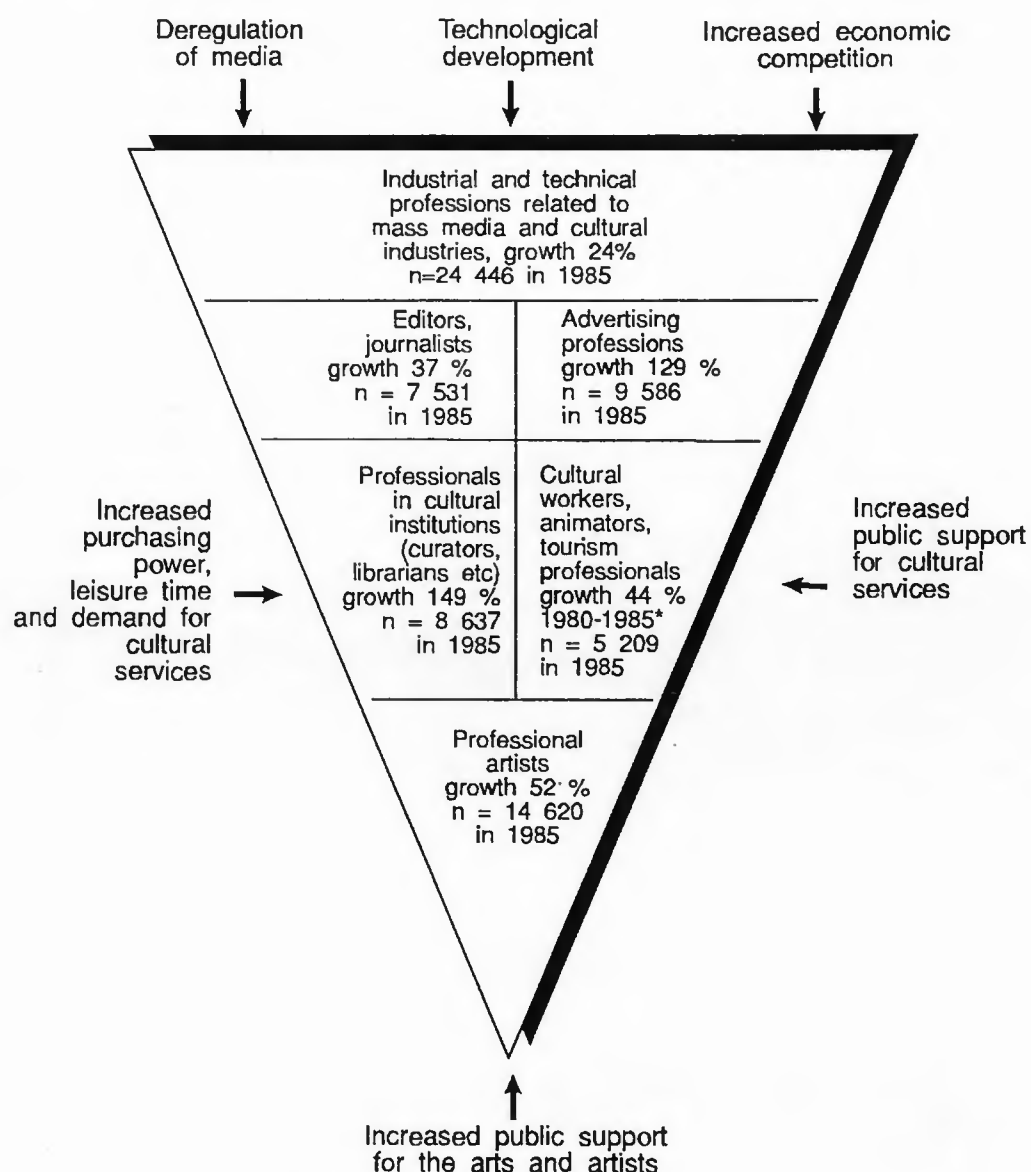 Deregulation
of media
Technological
development
Increased economic
competition
Industrial and technical
professions related to
mass media and cultural
industries, growth 24%
n=24 446 in 1985
Editors,
journalists
growth 37 %
n = 7 531
in 1985
Advertising
professions
growth 129 %
n = 9 586
in 1985
Increased
purchasing
power,
leisure time
and demand for
cultural
services
Professionals
in cultural
institutions
(curators,
librarians etc)
growth 149 %
n = 8 637
in 1985
Cultural
workers,
animators,
tourism
professionals
growth 44 %
1980-1985*
n = 5 209
in 1985
Increased
public support
for cultural
services
Professional
artists
growth 52 %
n = 14 620
in 1985
Increased public support
for the arts and artists